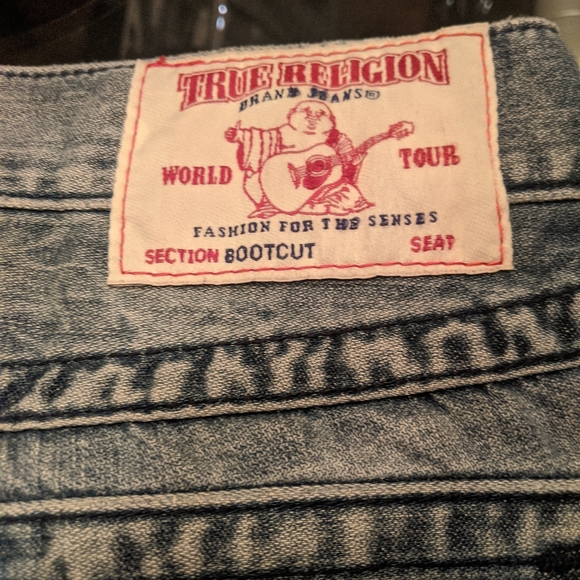 TRUE RELIGION
BRAND JEANS®
WORLD TOUR
FASHION FOR THE SENSES
SECTION BOOTCUT SEAT